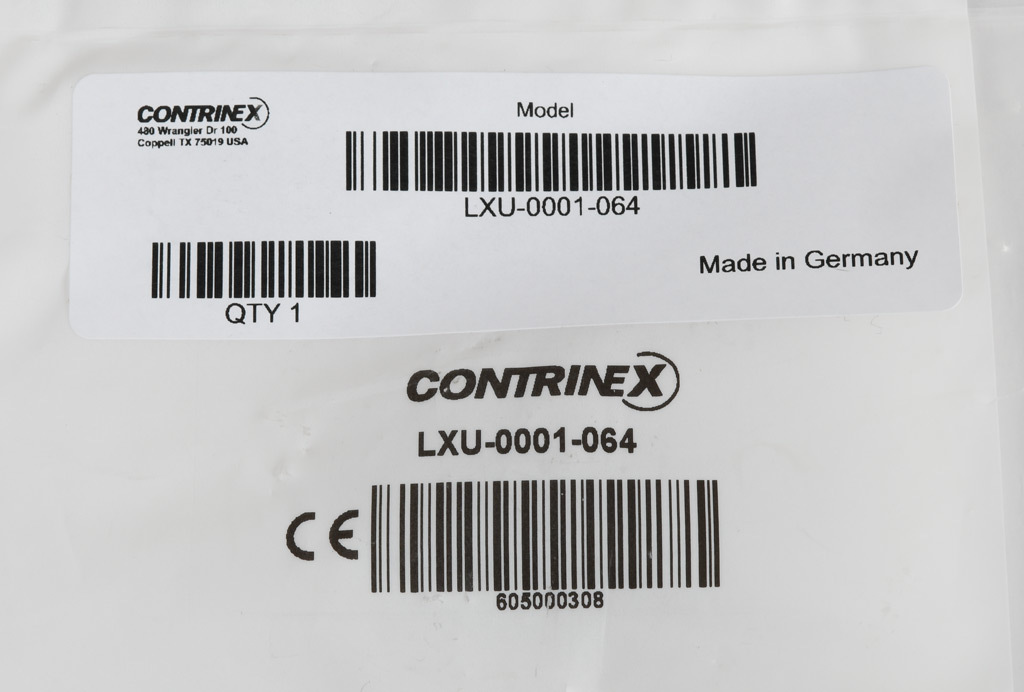 CONTRINEX
480 Wrangler Dr 100
Coppell TX 75019 USA
Model
LXU-0001-064
QTY 1
Made in Germany
CONTRINEX
LXU-0001-064
CE
605000308